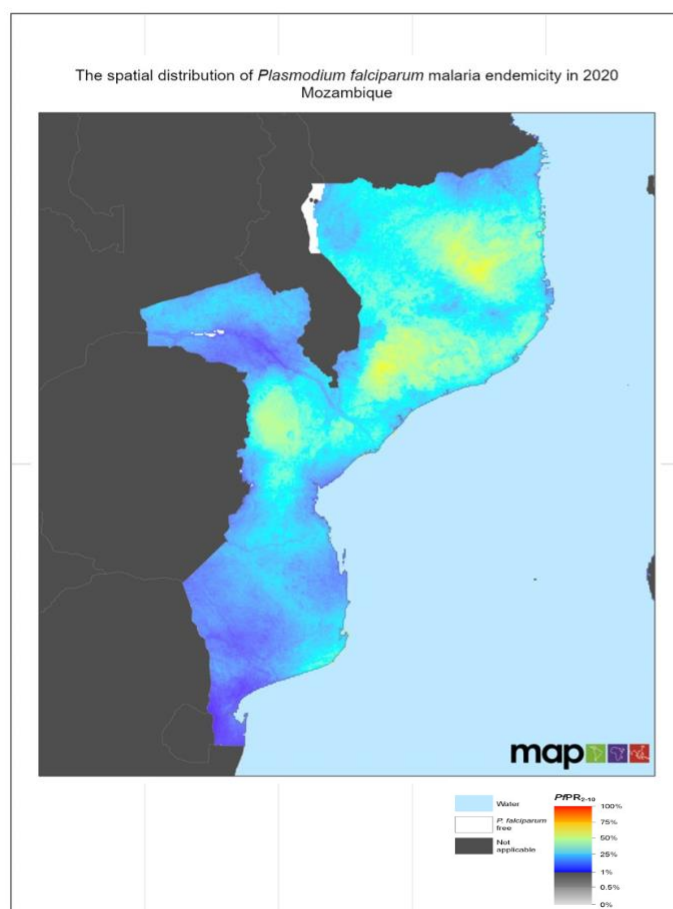 The spatial distribution of Plasmodium falciparum malaria endemicity in 2020
Mozambique
map
Water
P. falciparum
free
Not
applicable
PfPR2-10
100%
75%
50%
25%
1%
0.5%
0%